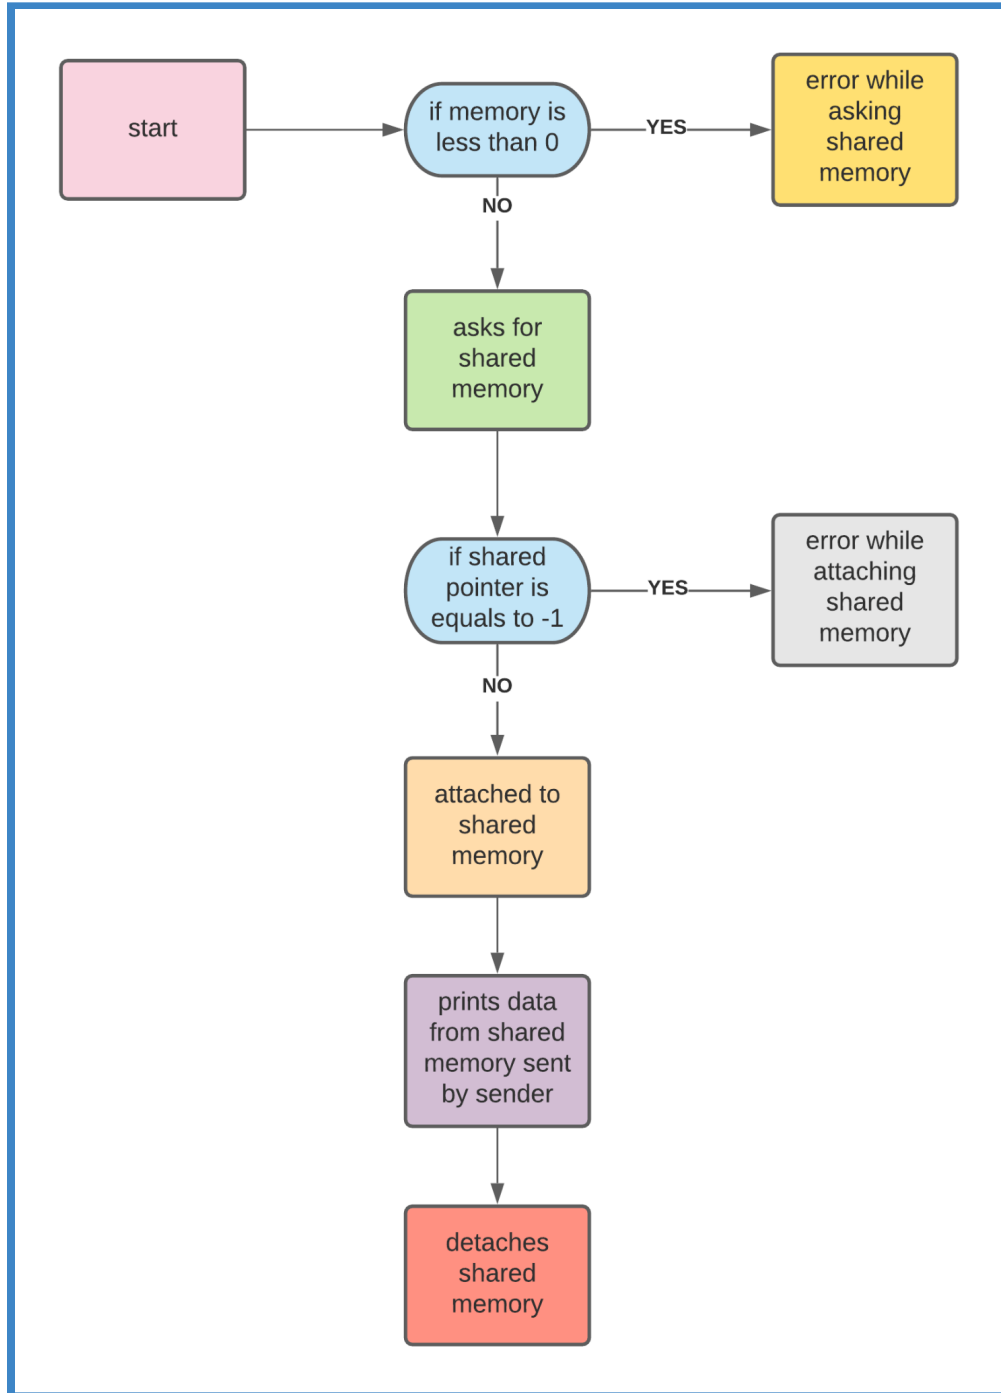 start
if memory is
less than 0
YES
error while
asking
shared
memory
NO
asks for
shared
memory
if shared
pointer is
equals to -1
YES
error while
attaching
shared
memory
NO
attached to
shared
memory
prints data
from shared
memory sent
by sender
detaches
shared
memory